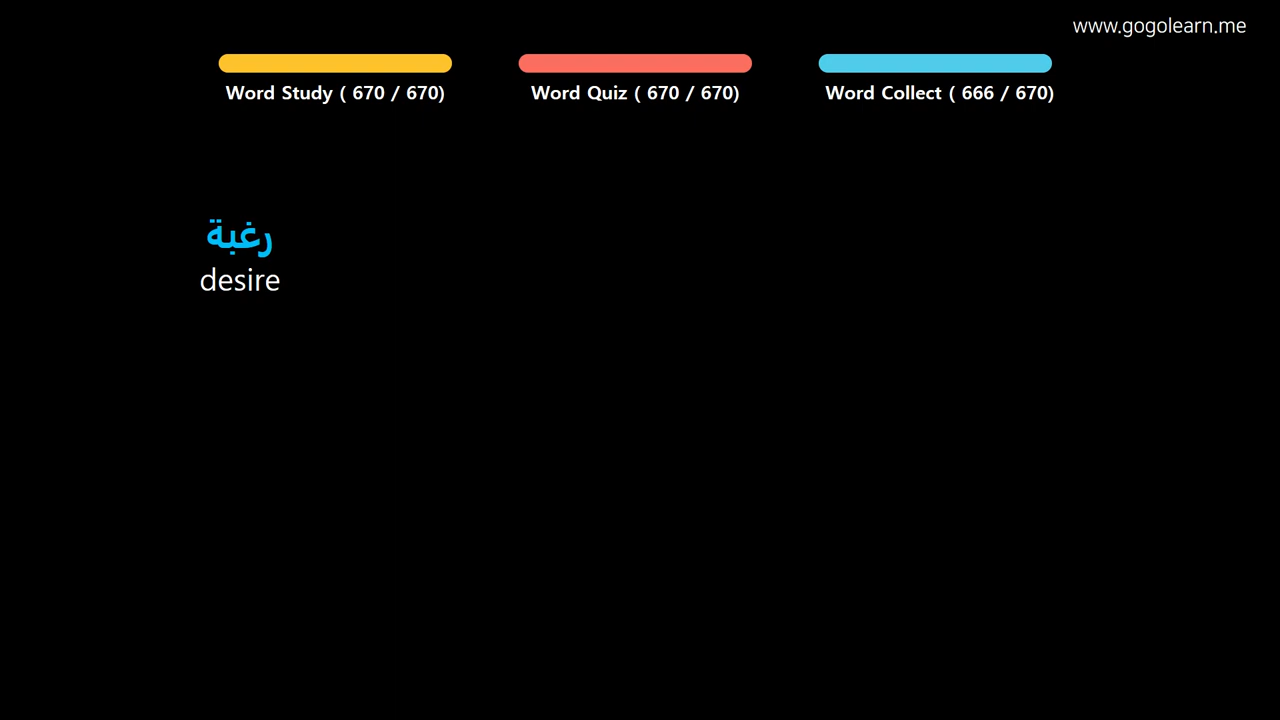 www.gogolearn.me
Word Study ( 670 / 670)
Word Quiz ( 670 / 670)
Word Collect ( 666 / 670)
رغبة
desire